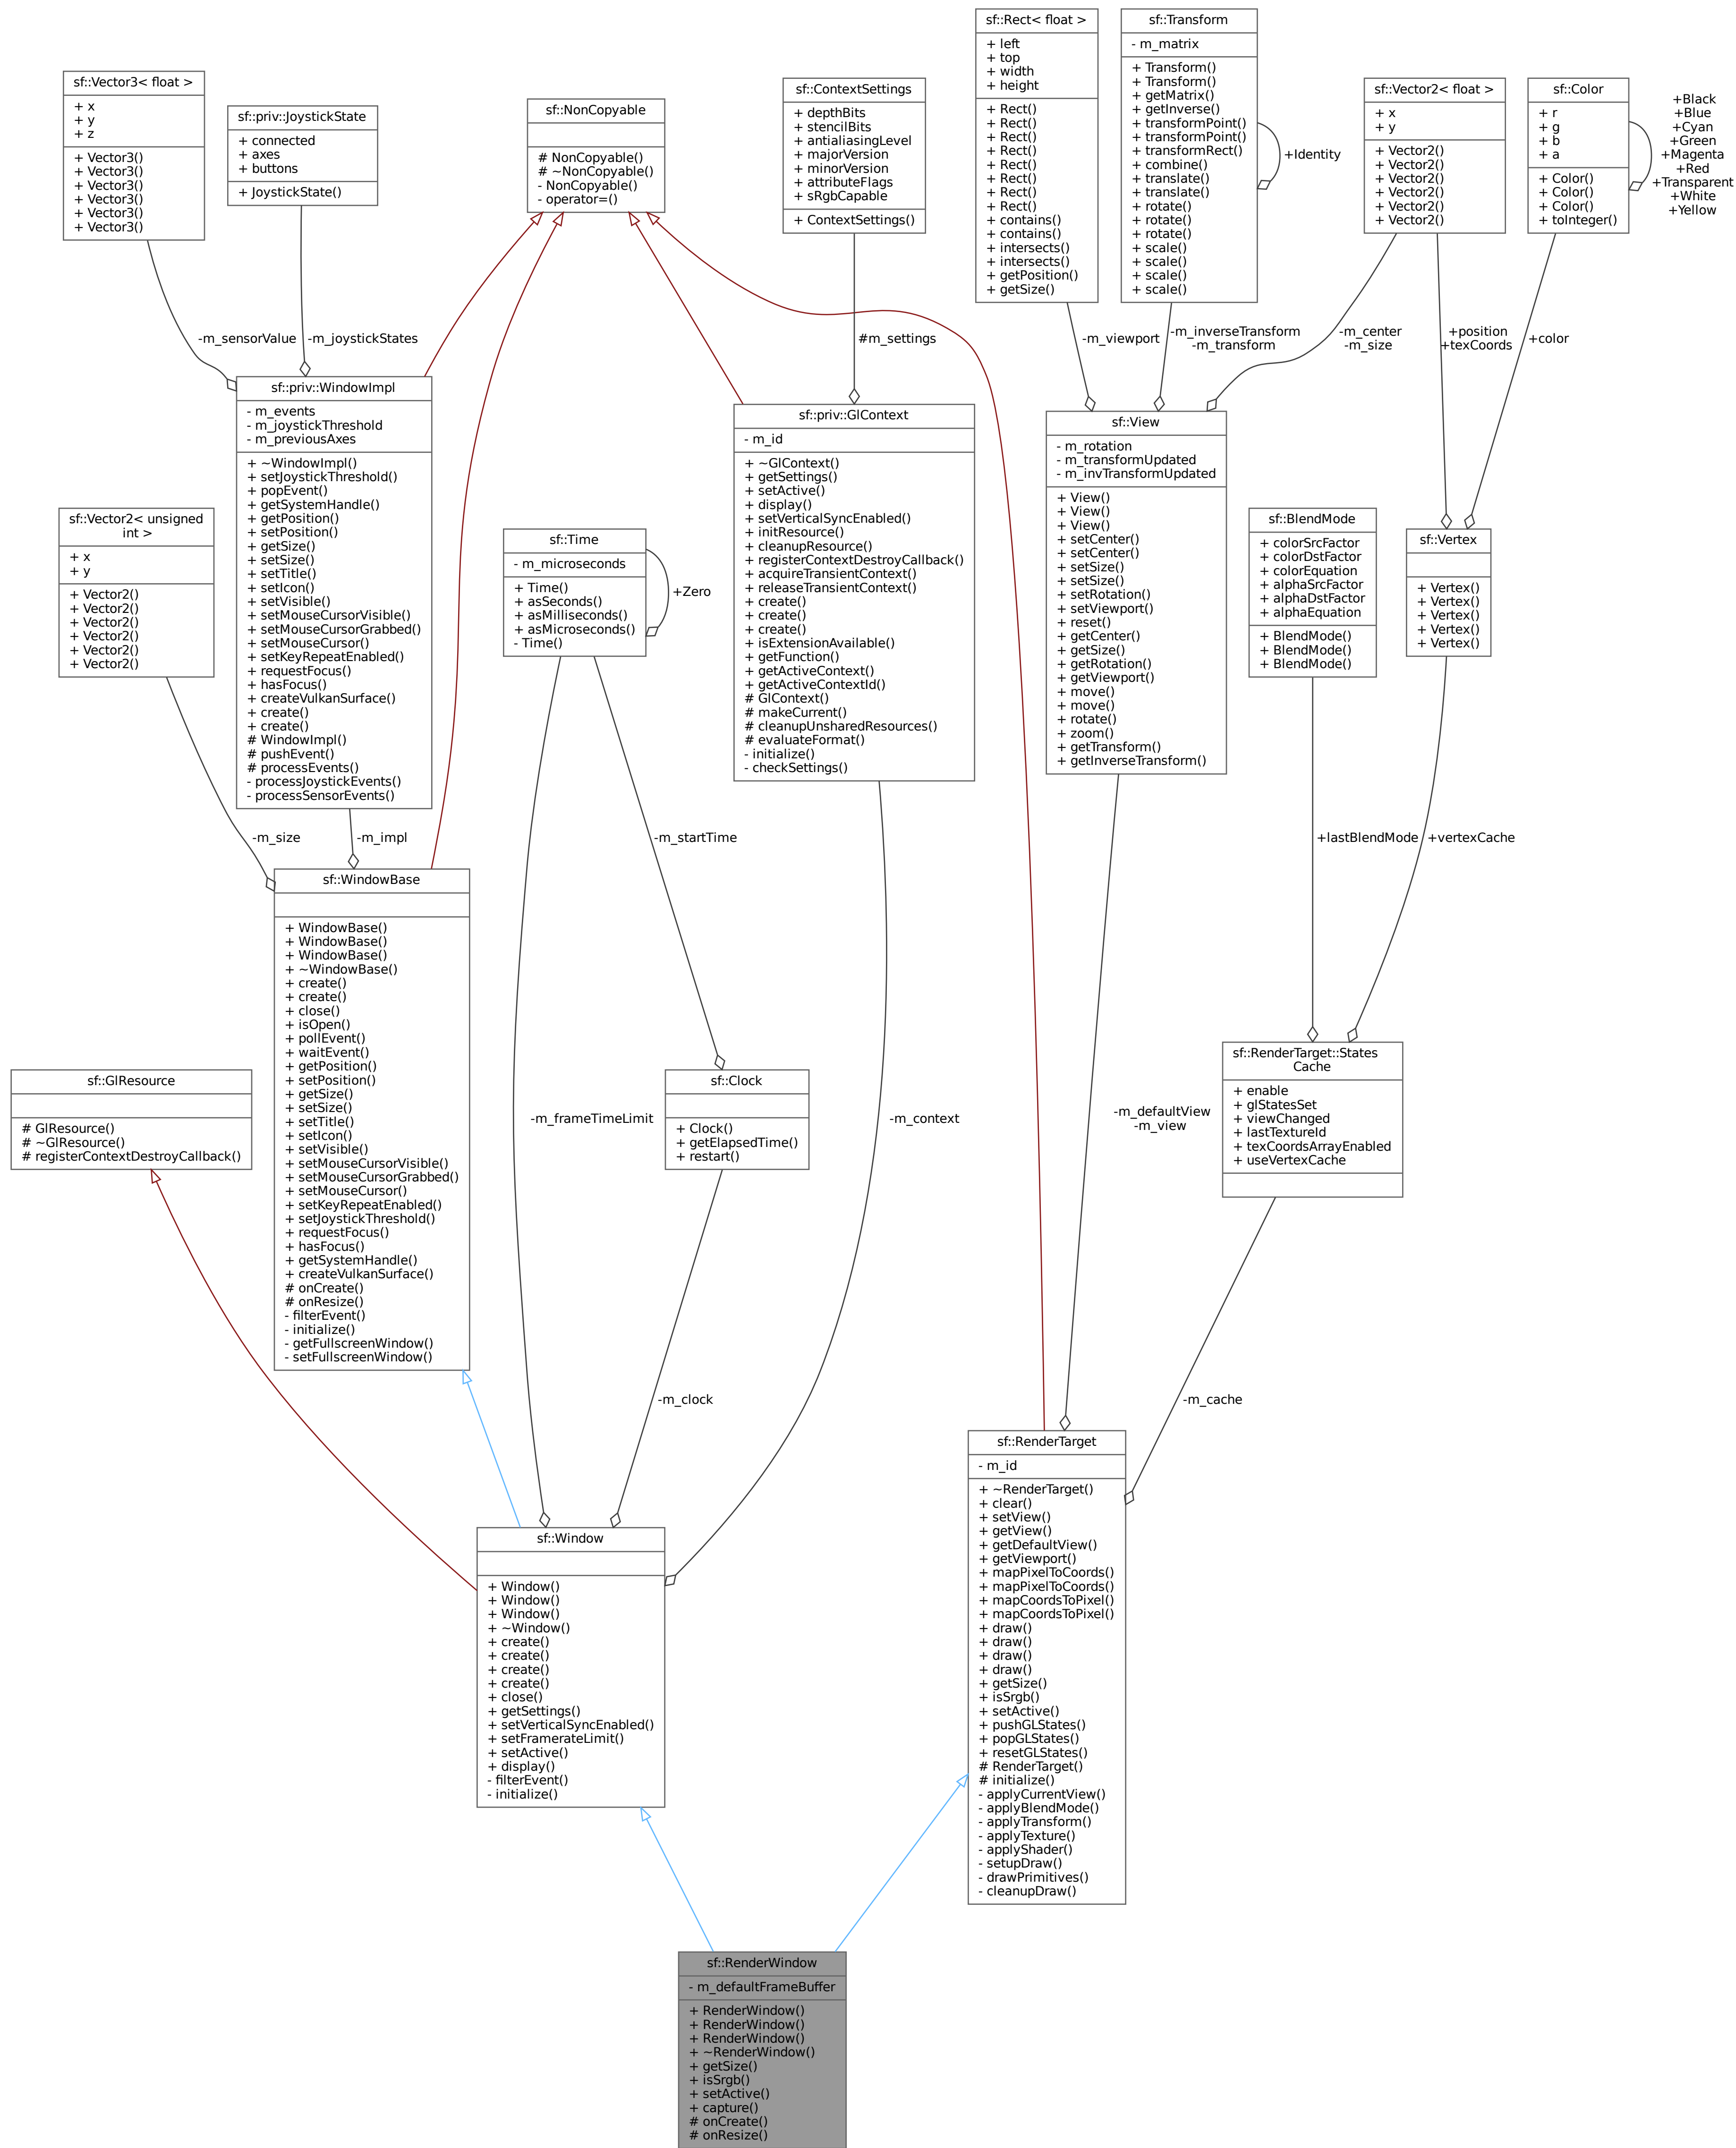 sf::Rect< float >
+ left
+ top
+ width
+ height
+ Rect()
+ Rect()
+ Rect()
+ Rect()
+ Rect()
+ Rect()
+ Rect()
+ Rect()
+ contains()
+ contains()
+ intersects()
+ intersects()
+ getPosition()
+ getSize()
sf::Transform
- m_matrix
+ Transform()
+ Transform()
+ getMatrix()
+ getInverse()
+ transformPoint()
+ transformPoint()
+ transformRect()
+ combine()
+ translate()
+ translate()
+ rotate()
+ rotate()
+ rotate()
+ scale()
+ scale()
+ scale()
+ scale()
+Identity
sf::Vector3< float >
+ x
+ y
+ z
+ Vector3()
+ Vector3()
+ Vector3()
+ Vector3()
+ Vector3()
+ Vector3()
sf::priv::JoystickState
+ connected
+ axes
+ buttons
+ JoystickState()
sf::NonCopyable
# NonCopyable()
# ~NonCopyable()
- NonCopyable()
- operator=()
sf::ContextSettings
+ depthBits
+ stencilBits
+ antialiasingLevel
+ majorVersion
+ minorVersion
+ attributeFlags
+ sRgbCapable
+ ContextSettings()
sf::Vector2< float >
+ x
+ y
+ Vector2()
+ Vector2()
+ Vector2()
+ Vector2()
+ Vector2()
+ Vector2()
sf::Color
+ r
+ g
+ b
+ a
+ Color()
+ Color()
+ Color()
+ toInteger()
+Black
+Blue
+Cyan
+Green
+Magenta
+Red
+Transparent
+White
+Yellow
-m_sensorValue
-m_joystickStates
#m_settings
-m_viewport
-m_inverseTransform
-m_transform
-m_center
-m_size
+position
+texCoords
+color
sf::priv::WindowImpl
- m_events
- m_joystickThreshold
- m_previousAxes
+ ~WindowImpl()
+ setJoystickThreshold()
+ popEvent()
+ getSystemHandle()
+ getPosition()
+ setPosition()
+ getSize()
+ setSize()
+ setTitle()
+ setIcon()
+ setVisible()
+ setMouseCursorVisible()
+ setMouseCursorGrabbed()
+ setMouseCursor()
+ setKeyRepeatEnabled()
+ requestFocus()
+ hasFocus()
+ createVulkanSurface()
+ create()
+ create()
# WindowImpl()
# pushEvent()
# processEvents()
- processJoystickEvents()
- processSensorEvents()
sf::priv::GlContext
- m_id
+ ~GlContext()
+ getSettings()
+ setActive()
+ display()
+ setVerticalSyncEnabled()
+ initResource()
+ cleanupResource()
+ registerContextDestroyCallback()
+ acquireTransientContext()
+ releaseTransientContext()
+ create()
+ create()
+ create()
+ isExtensionAvailable()
+ getFunction()
+ getActiveContext()
+ getActiveContextId()
# GlContext()
# makeCurrent()
# cleanupUnsharedResources()
# evaluateFormat()
- initialize()
- checkSettings()
sf::View
- m_rotation
- m_transformUpdated
- m_invTransformUpdated
+ View()
+ View()
+ View()
+ setCenter()
+ setCenter()
+ setSize()
+ setSize()
+ setRotation()
+ setViewport()
+ reset()
+ getCenter()
+ getSize()
+ getRotation()
+ getViewport()
+ move()
+ move()
+ rotate()
+ zoom()
+ getTransform()
+ getInverseTransform()
sf::Vector2< unsigned
int >
+ x
+ y
+ Vector2()
+ Vector2()
+ Vector2()
+ Vector2()
+ Vector2()
+ Vector2()
sf::Time
- m_microseconds
+ Time()
+ asSeconds()
+ asMilliseconds()
+ asMicroseconds()
- Time()
+Zero
sf::BlendMode
+ colorSrcFactor
+ colorDstFactor
+ colorEquation
+ alphaSrcFactor
+ alphaDstFactor
+ alphaEquation
+ BlendMode()
+ BlendMode()
+ BlendMode()
sf::Vertex
+ Vertex()
+ Vertex()
+ Vertex()
+ Vertex()
+ Vertex()
-m_size
-m_impl
-m_startTime
+lastBlendMode
+vertexCache
sf::WindowBase
+ WindowBase()
+ WindowBase()
+ WindowBase()
+ ~WindowBase()
+ create()
+ create()
+ close()
+ isOpen()
+ pollEvent()
+ waitEvent()
+ getPosition()
+ setPosition()
+ getSize()
+ setSize()
+ setTitle()
+ setIcon()
+ setVisible()
+ setMouseCursorVisible()
+ setMouseCursorGrabbed()
+ setMouseCursor()
+ setKeyRepeatEnabled()
+ setJoystickThreshold()
+ requestFocus()
+ hasFocus()
+ getSystemHandle()
+ createVulkanSurface()
# onCreate()
# onResize()
- filterEvent()
- initialize()
- getFullscreenWindow()
- setFullscreenWindow()
sf::GlResource
# GlResource()
# ~GlResource()
# registerContextDestroyCallback()
-m_frameTimeLimit
sf::Clock
+ Clock()
+ getElapsedTime()
+ restart()
-m_context
-m_defaultView
-m_view
sf::RenderTarget::States
Cache
+ enable
+ glStatesSet
+ viewChanged
+ lastTextureId
+ texCoordsArrayEnabled
+ useVertexCache
-m_clock
-m_cache
sf::Window
+ Window()
+ Window()
+ Window()
+ ~Window()
+ create()
+ create()
+ create()
+ create()
+ close()
+ getSettings()
+ setVerticalSyncEnabled()
+ setFramerateLimit()
+ setActive()
+ display()
- filterEvent()
- initialize()
sf::RenderTarget
- m_id
+ ~RenderTarget()
+ clear()
+ setView()
+ getView()
+ getDefaultView()
+ getViewport()
+ mapPixelToCoords()
+ mapPixelToCoords()
+ mapCoordsToPixel()
+ mapCoordsToPixel()
+ draw()
+ draw()
+ draw()
+ draw()
+ getSize()
+ isSrgb()
+ setActive()
+ pushGLStates()
+ popGLStates()
+ resetGLStates()
# RenderTarget()
# initialize()
- applyCurrentView()
- applyBlendMode()
- applyTransform()
- applyTexture()
- applyShader()
- setupDraw()
- drawPrimitives()
- cleanupDraw()
sf::RenderWindow
- m_defaultFrameBuffer
+ RenderWindow()
+ RenderWindow()
+ RenderWindow()
+ ~RenderWindow()
+ getSize()
+ isSrgb()
+ setActive()
+ capture()
# onCreate()
# onResize()